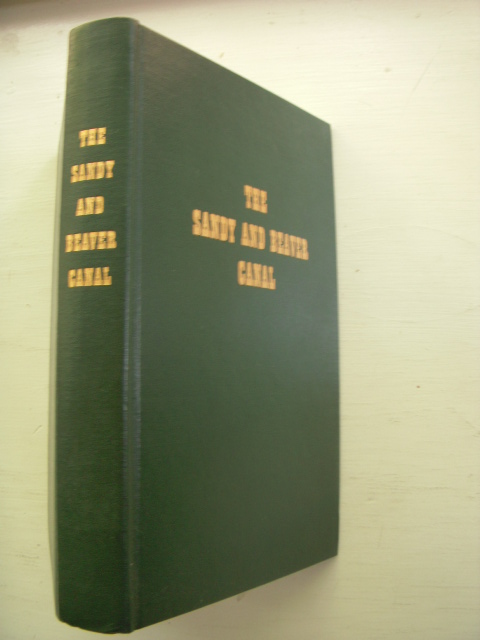 THE
SANDY
AND
BEAVER
CANAL
THE
SANDY AND BEAVER
CANAL